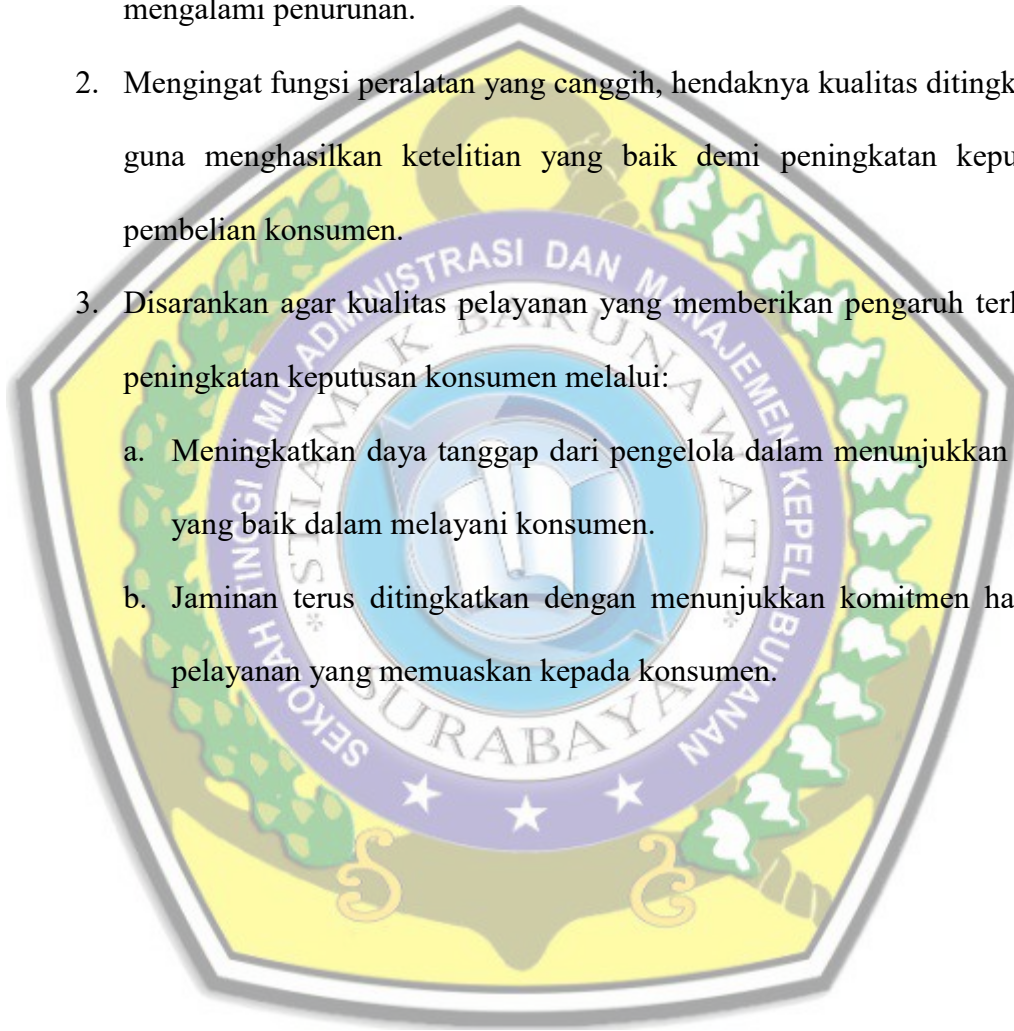 mengalami penurunan.
2. Mengingat fungsi peralatan yang canggih, hendaknya kualitas ditingk
guna menghasilkan ketelitian yang baik demi peningkatan kepu
pembelian konsumen.
3. Disarankan agar kualitas pelayanan yang memberikan pengaruh terh
peningkatan keputusan konsumen melalui:
a. Meningkatkan daya tanggap dari pengelola dalam menunjukkan
yang baik dalam melayani konsumen.
b. Jaminan terus ditingkatkan dengan menunjukkan komitmen ha
pelayanan yang memuaskan kepada konsumen.
SEKOLAH TINGGI ILMU ADMINISTRASI DAN MANAJEMEN KEPELABUHANAN
*STIAMAK BARUNAWATI*
SURABAYA